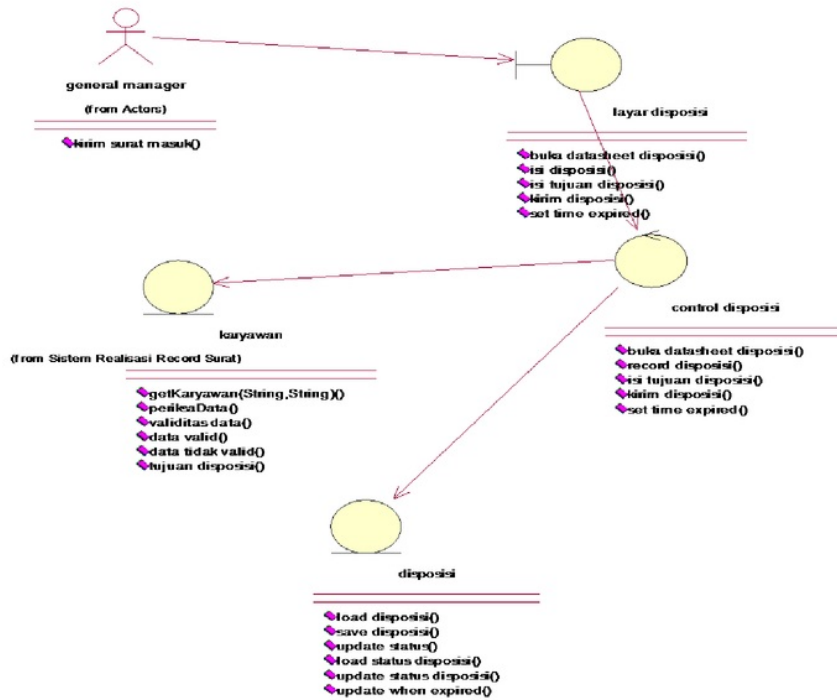 general manager
(from Actors)
kirim surat masuk()
layar disposisi
buka datasheet disposisi()
isi disposisi()
isi tujuan disposisi()
kirim disposisi()
set time expired()
control disposisi
buka datasheet disposisi()
record disposisi()
isi tujuan disposisi()
kirim disposisi()
set time expired()
karyawan
(from Sistem Realisasi Record Surat)
getKaryawan(String,String)()
periksaData()
validitas data()
data valid()
data tidak valid()
tujuan disposisi()
disposisi
load disposisi()
save disposisi()
update status()
load status disposisi()
update status disposisi()
update when expired()